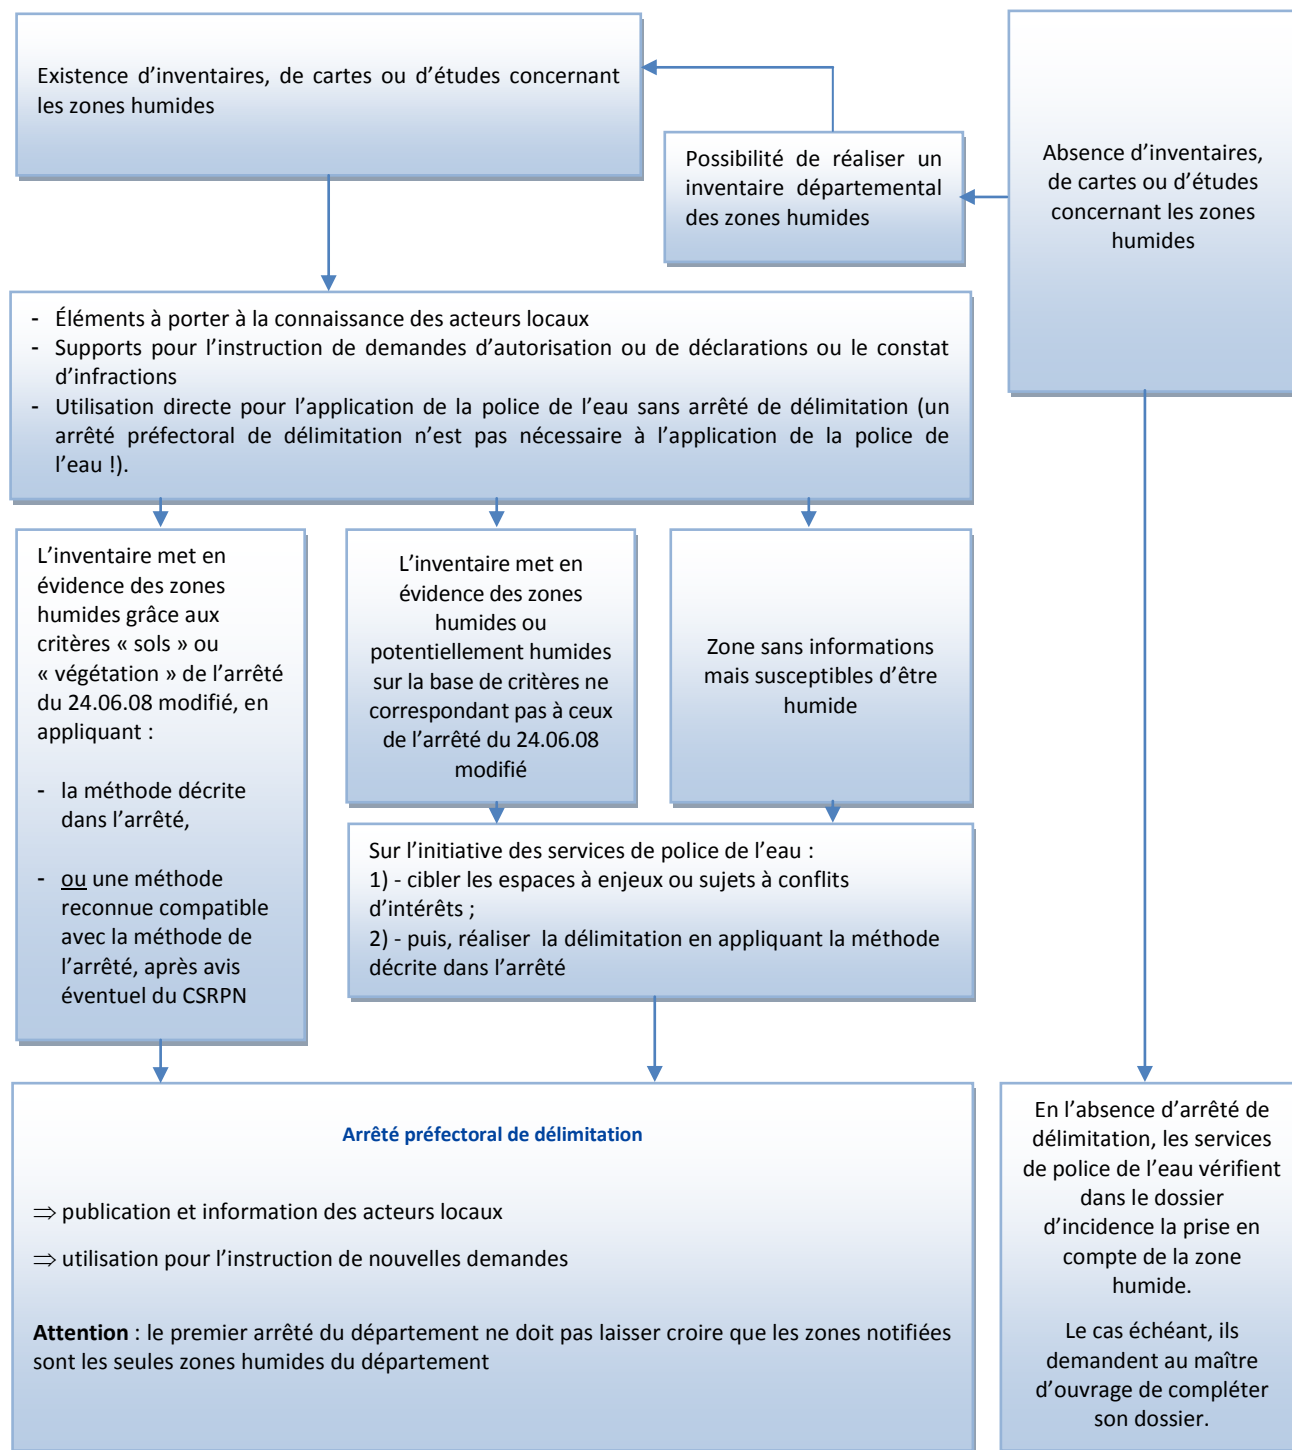 Existence d’inventaires, de cartes ou d’études concernant
les zones humides
Possibilité de réaliser un
inventaire départemental
des zones humides
Absence d’inventaires,
de cartes ou d’études
concernant les zones
humides
- Éléments à porter à la connaissance des acteurs locaux
- Supports pour l’instruction de demandes d’autorisation ou de déclarations ou le constat
d’infractions
- Utilisation directe pour l’application de la police de l’eau sans arrêté de délimitation (un
arrêté préfectoral de délimitation n’est pas nécessaire à l’application de la police de
l’eau !).
L’inventaire met en
évidence des zones
humides grâce aux
critères « sols » ou
« végétation » de l’arrêté
du 24.06.08 modifié, en
appliquant :
- la méthode décrite
dans l’arrêté,
- ou une méthode
reconnue compatible
avec la méthode de
l’arrêté, après avis
éventuel du CSRPN
L’inventaire met en
évidence des zones
humides ou
potentiellement humides
sur la base de critères ne
correspondant pas à ceux
de l’arrêté du 24.06.08
modifié
Zone sans informations
mais susceptibles d’être
humide
Sur l’initiative des services de police de l’eau :
1) - cibler les espaces à enjeux ou sujets à conflits
d’intérêts ;
2) - puis, réaliser la délimitation en appliquant la méthode
décrite dans l’arrêté
Arrêté préfectoral de délimitation
⇒ publication et information des acteurs locaux
⇒ utilisation pour l’instruction de nouvelles demandes
Attention : le premier arrêté du département ne doit pas laisser croire que les zones notifiées
sont les seules zones humides du département
En l’absence d’arrêté de
délimitation, les services
de police de l’eau vérifient
dans le dossier
d’incidence la prise en
compte de la zone
humide.
Le cas échéant, ils
demandent au maître
d’ouvrage de compléter
son dossier.